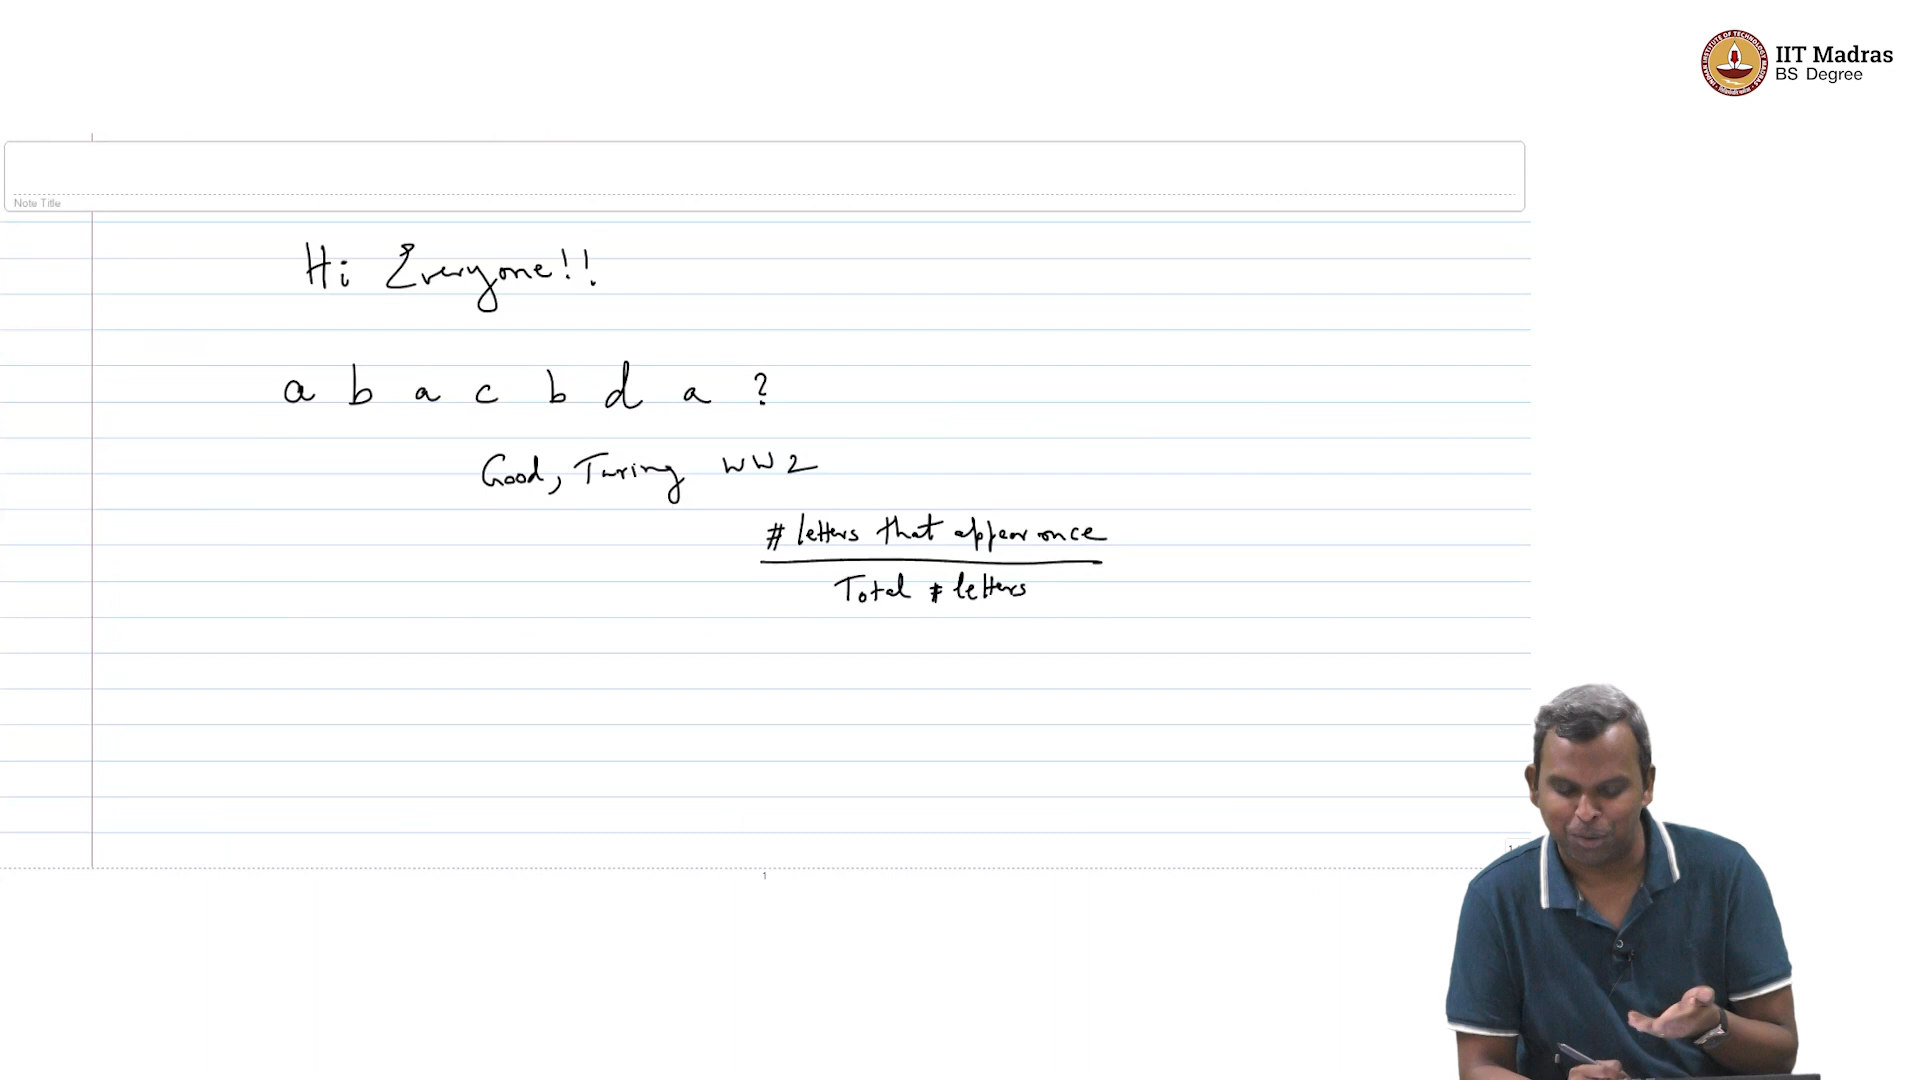 IIT Madras
BS Degree
Note Title
Hi Everyone!!
a b a c b d a ?
Good, Turing WW2
# letters that appear once
Total # letters
1